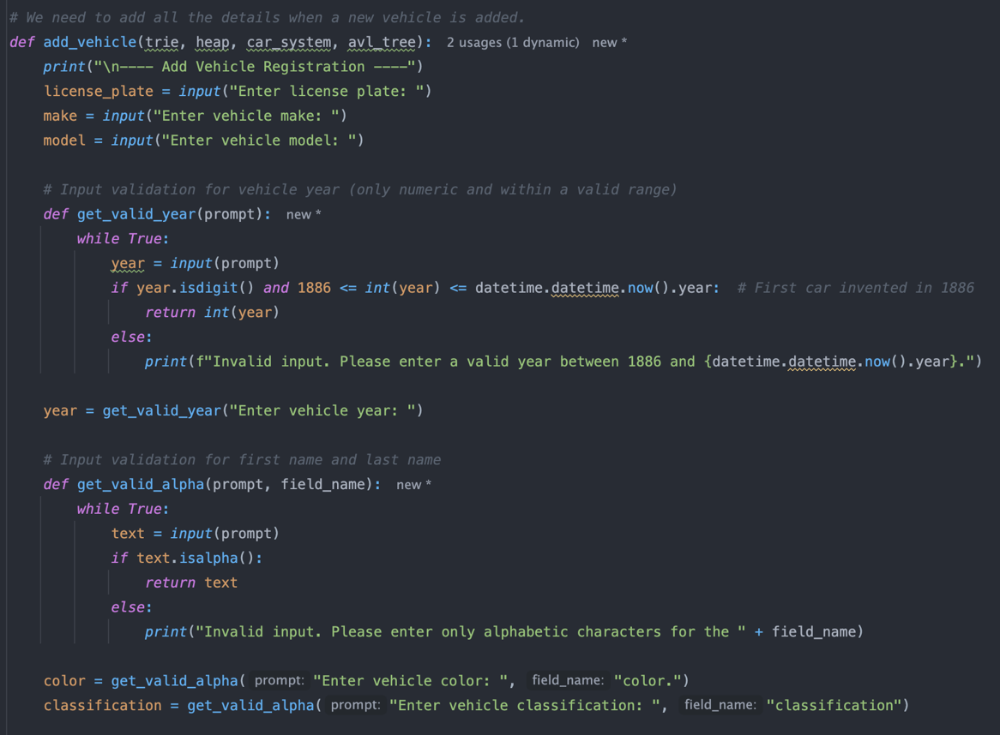 # We need to add all the details when a new vehicle is added.
def add_vehicle(trie, heap, car_system, avl_tree):  2 usages (1 dynamic)  new *
    print("\n---- Add Vehicle Registration ----")
    license_plate = input("Enter license plate: ")
    make = input("Enter vehicle make: ")
    model = input("Enter vehicle model: ")

    # Input validation for vehicle year (only numeric and within a valid range)
    def get_valid_year(prompt):  new *
        while True:
            year = input(prompt)
            if year.isdigit() and 1886 <= int(year) <= datetime.datetime.now().year:  # First car invented in 1886
                return int(year)
            else:
                print(f"Invalid input. Please enter a valid year between 1886 and {datetime.datetime.now().year}.")

    year = get_valid_year("Enter vehicle year: ")

    # Input validation for first name and last name
    def get_valid_alpha(prompt, field_name):  new *
        while True:
            text = input(prompt)
            if text.isalpha():
                return text
            else:
                print("Invalid input. Please enter only alphabetic characters for the " + field_name)

    color = get_valid_alpha( prompt: "Enter vehicle color: ",  field_name: "color.")
    classification = get_valid_alpha( prompt: "Enter vehicle classification: ",  field_name: "classification")